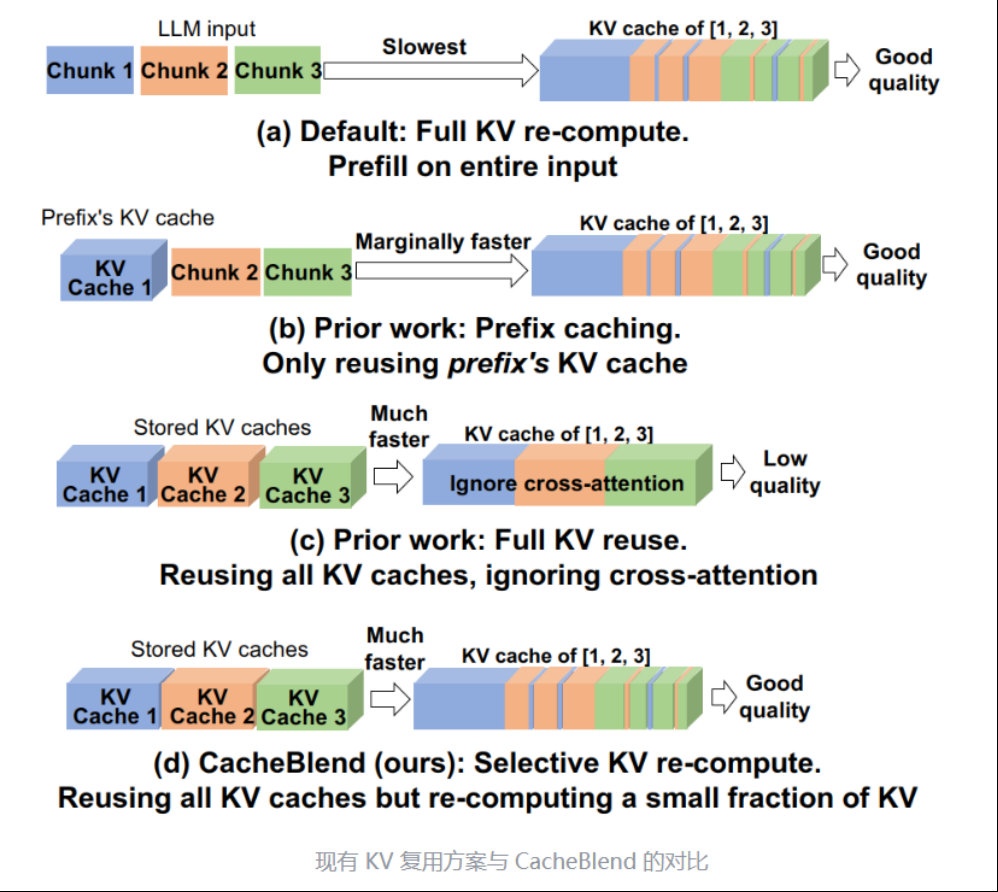 LLM input
Chunk 1 Chunk 2 Chunk 3
Slowest
KV cache of [1, 2, 3]
Good
quality
(a) Default: Full KV re-compute.
Prefill on entire input
Prefix's KV cache
KV
Cache 1
Chunk 2 Chunk 3
Marginally faster
KV cache of [1, 2, 3]
Good
quality
(b) Prior work: Prefix caching.
Only reusing prefix's KV cache
Stored KV caches
KV
Cache 1
KV
Cache 2
KV
Cache 3
Much
faster
KV cache of [1, 2, 3]
Ignore cross-attention
Low
quality
(c) Prior work: Full KV reuse.
Reusing all KV caches, ignoring cross-attention
Stored KV caches
KV
Cache 1
KV
Cache 2
KV
Cache 3
Much
faster
KV cache of [1, 2, 3]
Good
quality
(d) CacheBlend (ours): Selective KV re-compute.
Reusing all KV caches but re-computing a small fraction of KV
现有 KV 复用方案与 CacheBlend 的对比